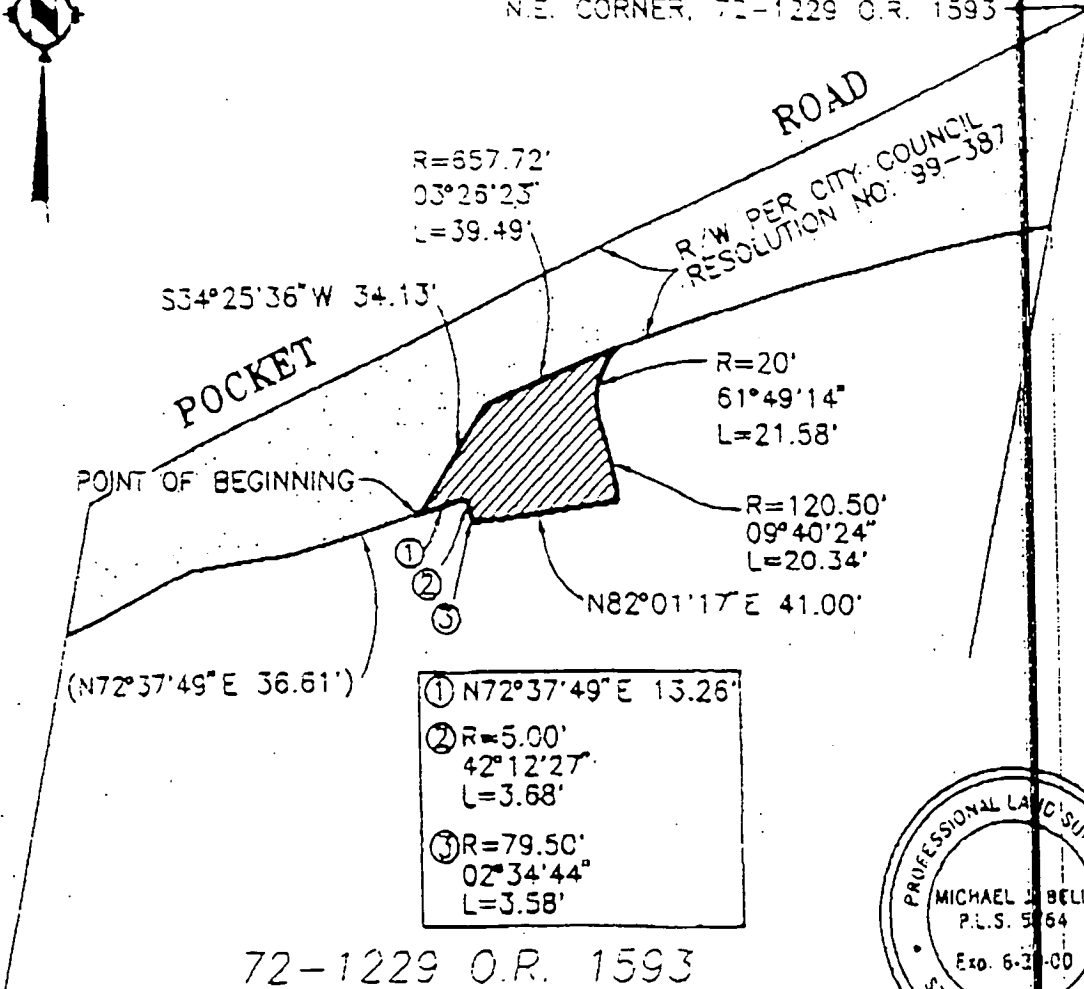 N.E. CORNER, 72-1229 O.R. 1593
ROAD
R=657.72'
03°26'23"
L=39.49'
R/W PER CITY COUNCIL
RESOLUTION NO. 99-387
S34°25'36"W 34.13'
POCKET
R=20'
61°49'14"
L=21.58'
POINT OF BEGINNING
R=120.50'
09°40'24"
L=20.34'
①
②
③
N82°01'17"E 41.00'
(N72°37'49"E 36.61')
① N72°37'49"E 13.26'
② R=5.00'
42°12'27"
L=3.68'
③ R=79.50'
02°34'44"
L=3.58'
PROFESSIONAL LAND
MICHAEL
P.L.S.
Exp.
72-1229 O.R. 1593